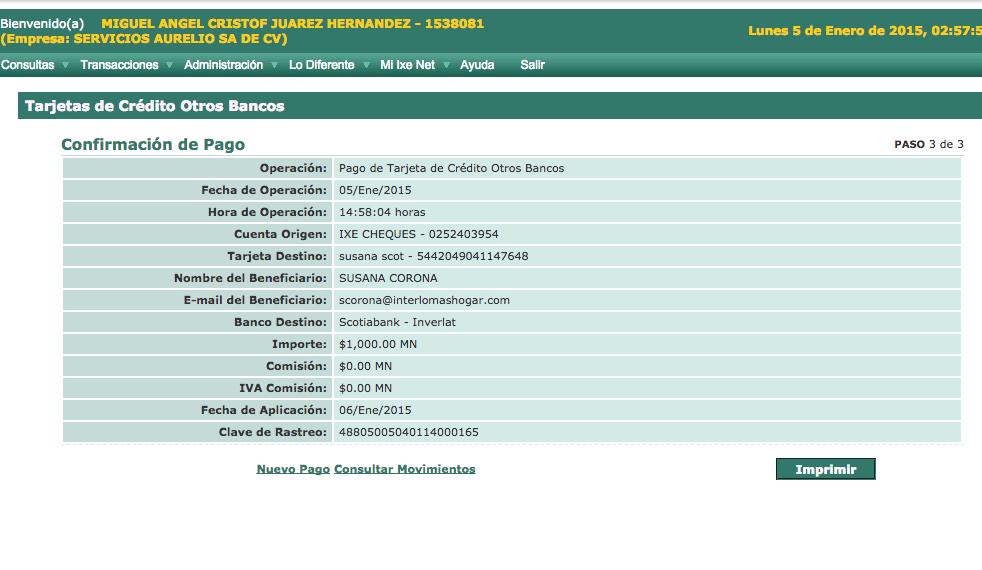 Bienvenido(a) MIGUEL ANGEL CRISTOF JUAREZ HERNANDEZ - 1538081
(Empresa: SERVICIOS AURELIO SA DE CV)
Lunes 5 de Enero de 2015, 02:57:5
Consultas Transacciones Administración Lo Diferente Mi Ixe Net Ayuda Salir
Tarjetas de Crédito Otros Bancos
Confirmación de Pago PASO 3 de 3
Operación: Pago de Tarjeta de Crédito Otros Bancos
Fecha de Operación: 05/Ene/2015
Hora de Operación: 14:58:04 horas
Cuenta Origen: IXE CHEQUES - 0252403954
Tarjeta Destino: susana scot - 5442049041147648
Nombre del Beneficiario: SUSANA CORONA
E-mail del Beneficiario: scorona@interlomashogar.com
Banco Destino: Scotiabank - Inverlat
Importe: $1,000.00 MN
Comisión: $0.00 MN
IVA Comisión: $0.00 MN
Fecha de Aplicación: 06/Ene/2015
Clave de Rastreo: 48805005040114000165
Nuevo Pago Consultar Movimientos Imprimir